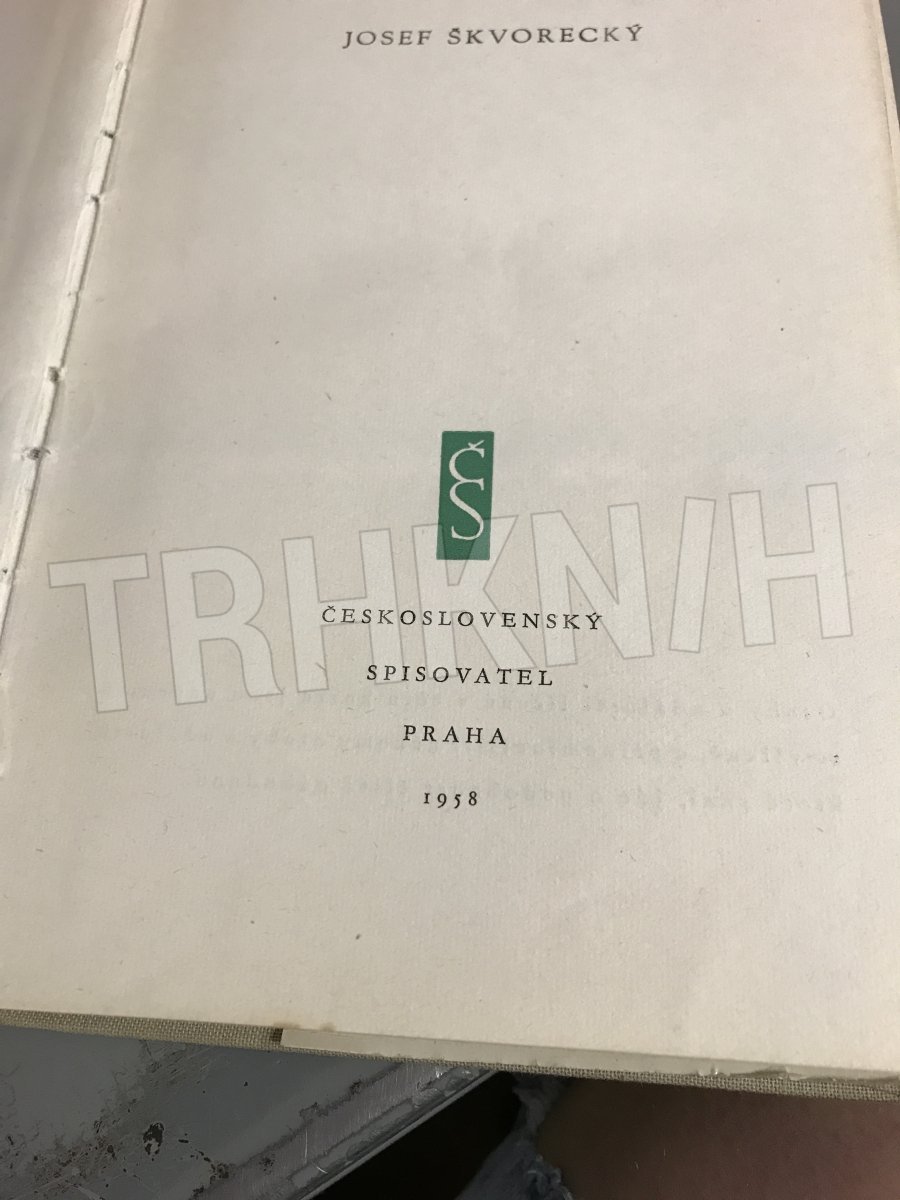 JOSEF ŠKVORECKÝ
ČS
TRHKNIH
ČESKOSLOVENSKÝ
SPISOVATEL
PRAHA
1958